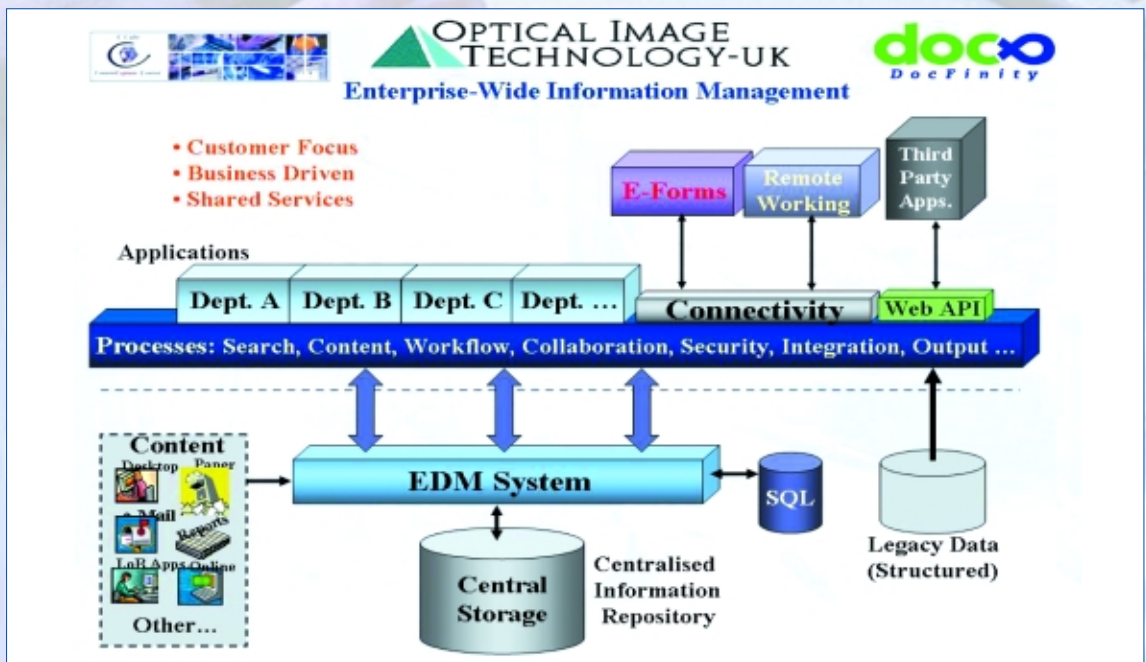 OPTICAL IMAGE
TECHNOLOGY-UK
doc
DocFinity
Enterprise-Wide Information Management
• Customer Focus
• Business Driven
• Shared Services
E-Forms
Remote
Working
Third
Party
Apps.
Applications
Dept. A
Dept. B
Dept. C
Dept. ...
Connectivity
Web API
Processes: Search, Content, Workflow, Collaboration, Security, Integration, Output ...
Content
Desktop
Paper
e-Mail
Reports
LoB Apps
Online
Other...
EDM System
SQL
Central
Storage
Centralised
Information
Repository
Legacy Data
(Structured)